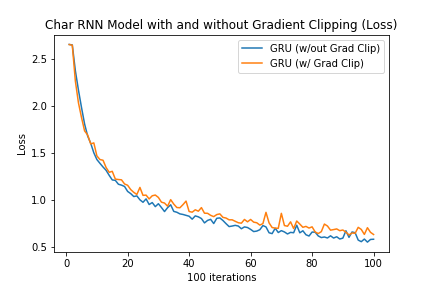 Char RNN Model with and without Gradient Clipping (Loss)
GRU (w/out Grad Clip)
GRU (w/ Grad Clip)
2.5
2.0
1.5
1.0
0.5
Loss
0
20
40
60
80
100
100 iterations